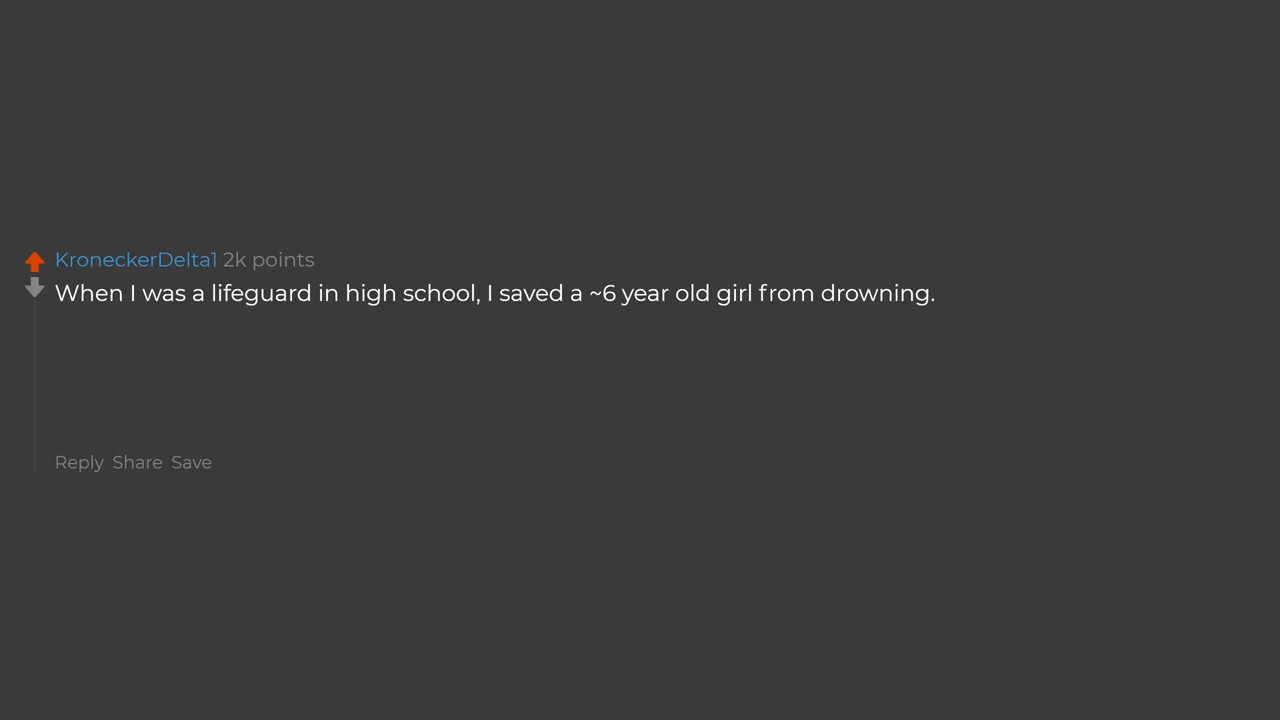 KroneckerDelta1 2k points
When I was a lifeguard in high school, I saved a ~6 year old girl from drowning.
Reply Share Save